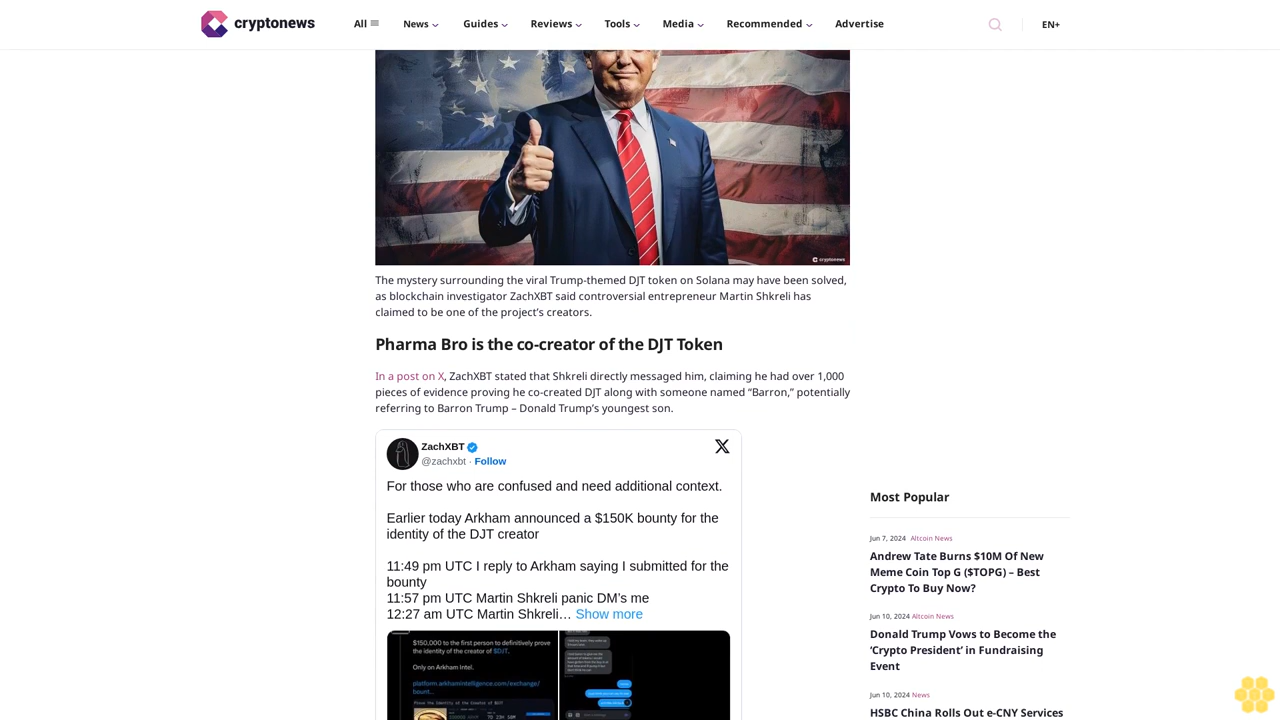 cryptonews
All
News
Guides
Reviews
Tools
Media
Recommended
Advertise
EN+
cryptonews
The mystery surrounding the viral Trump-themed DJT token on Solana may have been solved,
as blockchain investigator ZachXBT said controversial entrepreneur Martin Shkreli has
claimed to be one of the project’s creators.
Pharma Bro is the co-creator of the DJT Token
In a post on X, ZachXBT stated that Shkreli directly messaged him, claiming he had over 1,000
pieces of evidence proving he co-created DJT along with someone named “Barron,” potentially
referring to Barron Trump – Donald Trump’s youngest son.
ZachXBT
@zachxbt · Follow
For those who are confused and need additional context.
Earlier today Arkham announced a $150K bounty for the
identity of the DJT creator
11:49 pm UTC I reply to Arkham saying I submitted for the
bounty
11:57 pm UTC Martin Shkreli panic DM’s me
12:27 am UTC Martin Shkreli… Show more
$150,000 to the first person to definitively prove
the identity of the creator of $DJT.
Only on Arkham Intel.
platform.arkhamintelligence.com/exchange/
bount…
Most Popular
Jun 7, 2024 Altcoin News
Andrew Tate Burns $10M Of New
Meme Coin Top G ($TOPG) – Best
Crypto To Buy Now?
Jun 10, 2024 Altcoin News
Donald Trump Vows to Become the
‘Crypto President’ in Fundraising
Event
Jun 10, 2024 News
HSBC China Rolls Out e-CNY Services